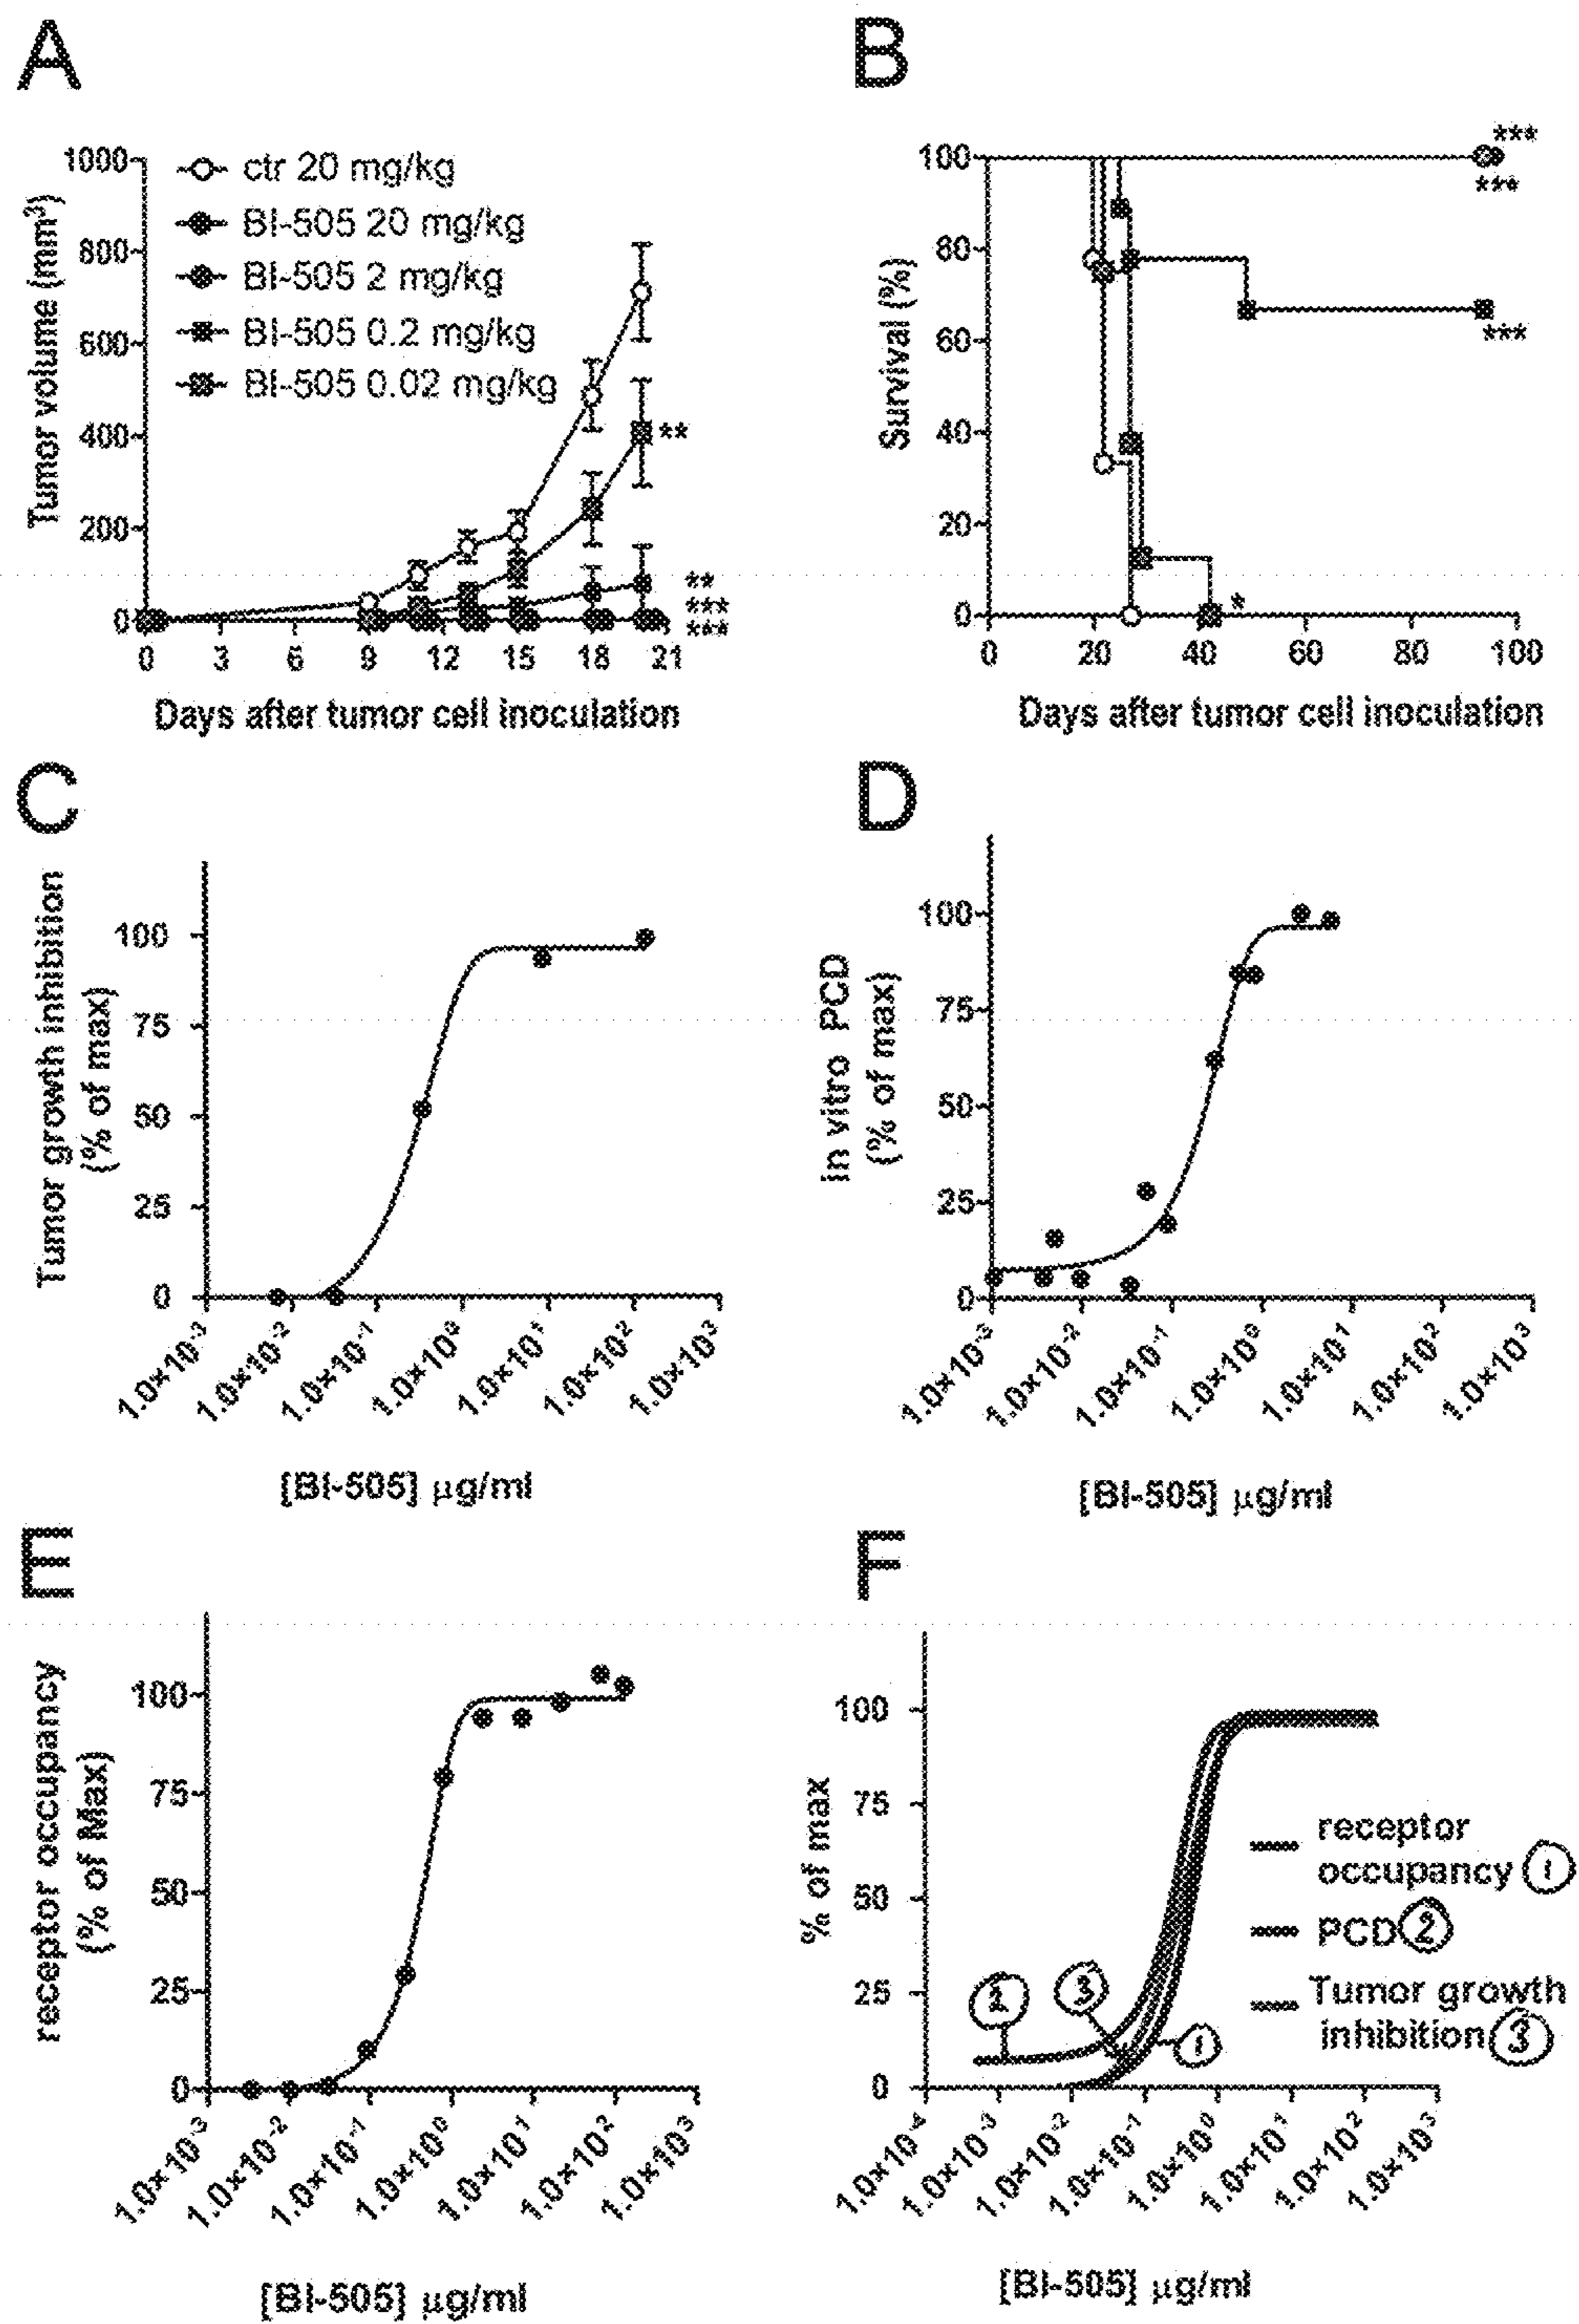 A
1000
800
600
400
200
0
Tumor volume (mm³)
ctr 20 mg/kg
BI-505 20 mg/kg
BI-505 2 mg/kg
BI-505 0.2 mg/kg
BI-505 0.02 mg/kg
**
**
***
***
0 3 6 9 12 15 18 21
Days after tumor cell inoculation
B
100
80
60
40
20
0
Survival (%)
***
***
***
*
0 20 40 60 80 100
Days after tumor cell inoculation
C
Tumor growth inhibition
(% of max)
100
75
50
25
0
1.0×10⁻³ 1.0×10⁻² 1.0×10⁻¹ 1.0×10⁰ 1.0×10¹ 1.0×10² 1.0×10³
[BI-505] μg/ml
D
in vitro PCD
(% of max)
100
75
50
25
0
1.0×10⁻³ 1.0×10⁻² 1.0×10⁻¹ 1.0×10⁰ 1.0×10¹ 1.0×10² 1.0×10³
[BI-505] μg/ml
E
receptor occupancy
(% of Max)
100
75
50
25
0
1.0×10⁻³ 1.0×10⁻² 1.0×10⁻¹ 1.0×10⁰ 1.0×10¹ 1.0×10² 1.0×10³
[BI-505] μg/ml
F
% of max
100
75
50
25
0
receptor
occupancy 1
PCD 2
Tumor growth
inhibition 3
2
3
1
1.0×10⁻⁴ 1.0×10⁻³ 1.0×10⁻² 1.0×10⁻¹ 1.0×10⁰ 1.0×10¹ 1.0×10² 1.0×10³
[BI-505] μg/ml